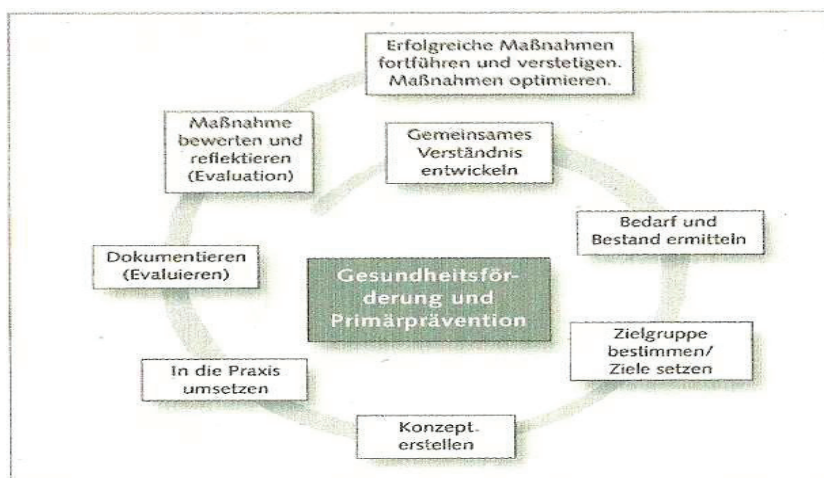 Erfolgreiche Maßnahmen
fortführen und verstetigen.
Maßnahmen optimieren.
Maßnahme
bewerten und
reflektieren
(Evaluation)
Gemeinsames
Verständnis
entwickeln
Bedarf und
Bestand ermitteln
Dokumentieren
(Evaluieren)
Gesundheitsför-
derung und
Primärprävention
Zielgruppe
bestimmen/
Ziele setzen
In die Praxis
umsetzen
Konzept.
erstellen